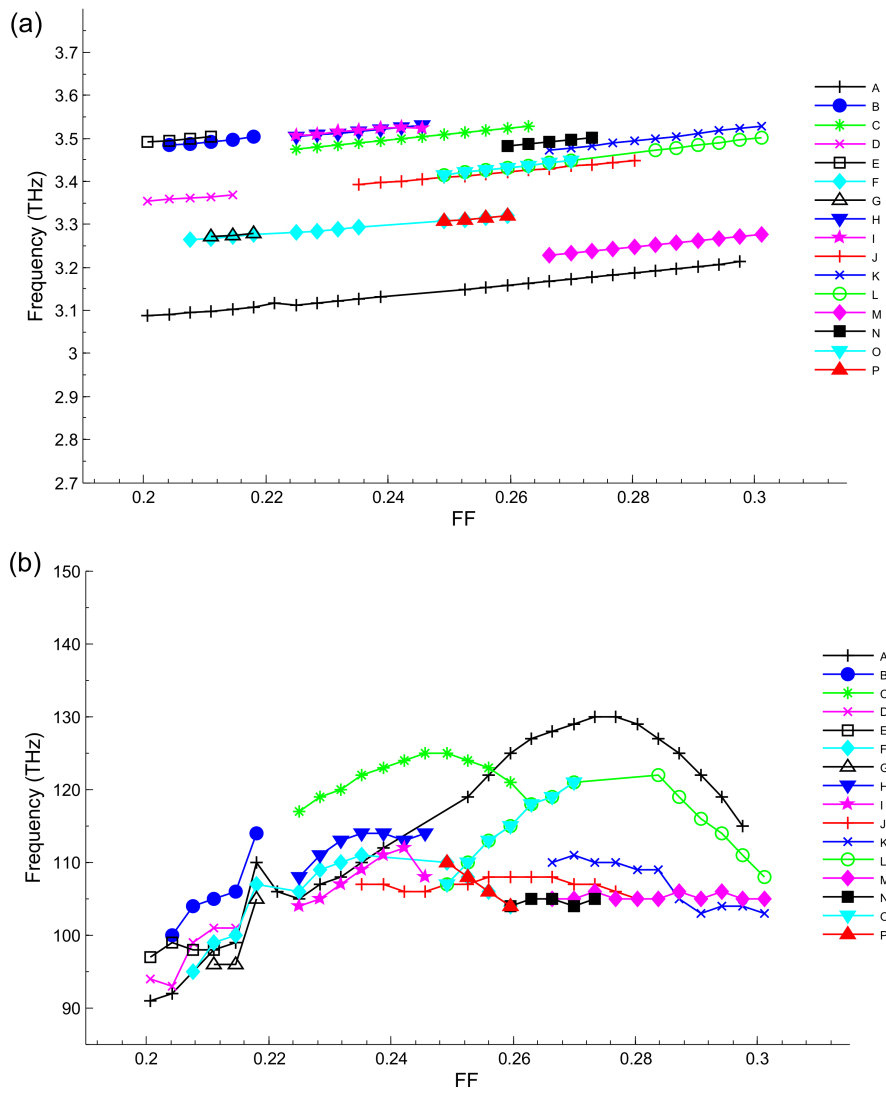 (a)
3.7
3.6
3.5
3.4
3.3
3.2
3.1
3
2.9
2.8
2.7
Frequency (THz)
0.2 0.22 0.24 0.26 0.28 0.3
FF
A
B
C
D
E
F
G
H
I
J
K
L
M
N
O
P
(b)
150
140
130
120
110
100
90
Frequency (THz)
0.2 0.22 0.24 0.26 0.28 0.3
FF
A
B
C
D
E
F
G
H
I
J
K
L
M
N
O
P